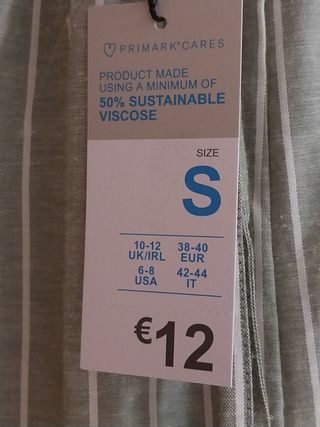 PRIMARK®CARES
PRODUCT MADE
USING A MINIMUM OF
50% SUSTAINABLE
VISCOSE
SIZE
S
10-12 38-40
UK/IRL EUR
6-8 42-44
USA IT
€12